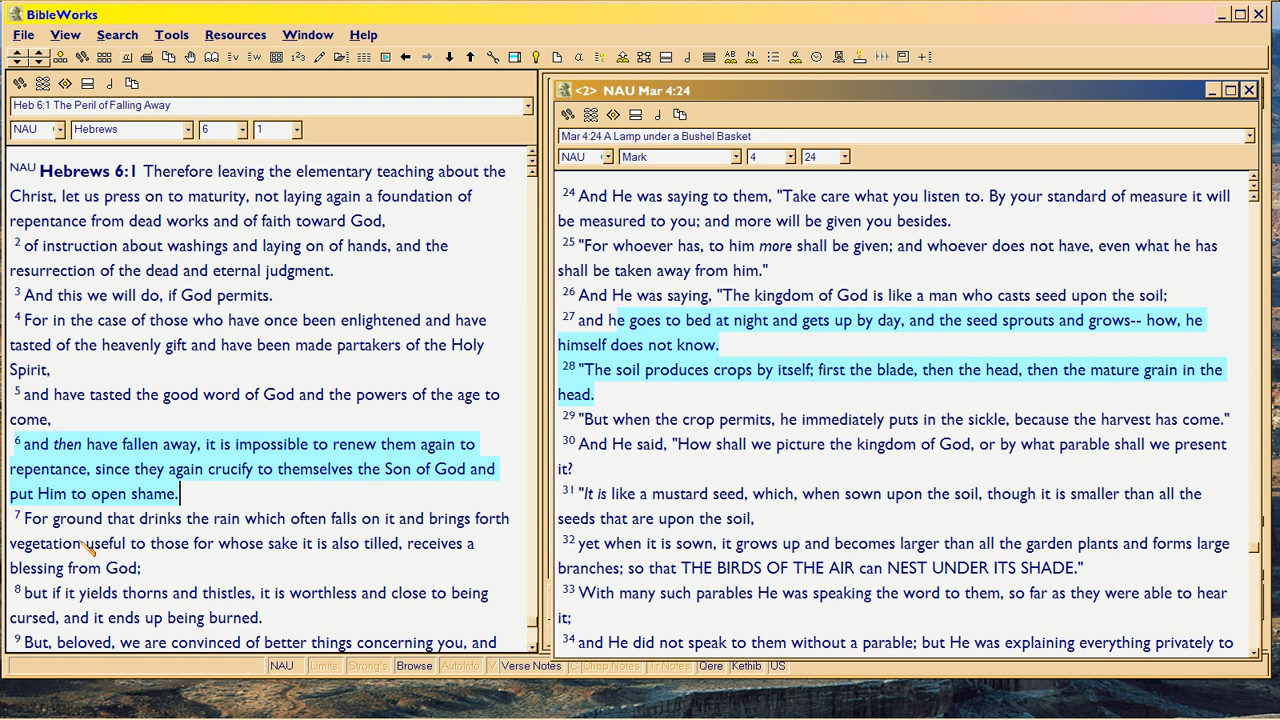 BibleWorks
File View Search Tools Resources Window Help
Heb 6:1 The Peril of Falling Away
NAU Hebrews 6 1
NAU Hebrews 6:1 Therefore leaving the elementary teaching about the
Christ, let us press on to maturity, not laying again a foundation of
repentance from dead works and of faith toward God,
2 of instruction about washings and laying on of hands, and the
resurrection of the dead and eternal judgment.
3 And this we will do, if God permits.
4 For in the case of those who have once been enlightened and have
tasted of the heavenly gift and have been made partakers of the Holy
Spirit,
5 and have tasted the good word of God and the powers of the age to
come,
6 and then have fallen away, it is impossible to renew them again to
repentance, since they again crucify to themselves the Son of God and
put Him to open shame.
7 For ground that drinks the rain which often falls on it and brings forth
vegetation useful to those for whose sake it is also tilled, receives a
blessing from God;
8 but if it yields thorns and thistles, it is worthless and close to being
cursed, and it ends up being burned.
9 But, beloved, we are convinced of better things concerning you, and
<2> NAU Mar 4:24
Mar 4:24 A Lamp under a Bushel Basket
NAU Mark 4 24
24 And He was saying to them, "Take care what you listen to. By your standard of measure it will
be measured to you; and more will be given you besides.
25 "For whoever has, to him more shall be given; and whoever does not have, even what he has
shall be taken away from him."
26 And He was saying, "The kingdom of God is like a man who casts seed upon the soil;
27 and he goes to bed at night and gets up by day, and the seed sprouts and grows-- how, he
himself does not know.
28 "The soil produces crops by itself; first the blade, then the head, then the mature grain in the
head.
29 "But when the crop permits, he immediately puts in the sickle, because the harvest has come."
30 And He said, "How shall we picture the kingdom of God, or by what parable shall we present
it?
31 "It is like a mustard seed, which, when sown upon the soil, though it is smaller than all the
seeds that are upon the soil,
32 yet when it is sown, it grows up and becomes larger than all the garden plants and forms large
branches; so that THE BIRDS OF THE AIR can NEST UNDER ITS SHADE."
33 With many such parables He was speaking the word to them, so far as they were able to hear
it;
34 and He did not speak to them without a parable; but He was explaining everything privately to
NAU Limits Strong's Browse AutoInfo V Verse Notes C Chap Notes Tr Notes Qere Kethib US